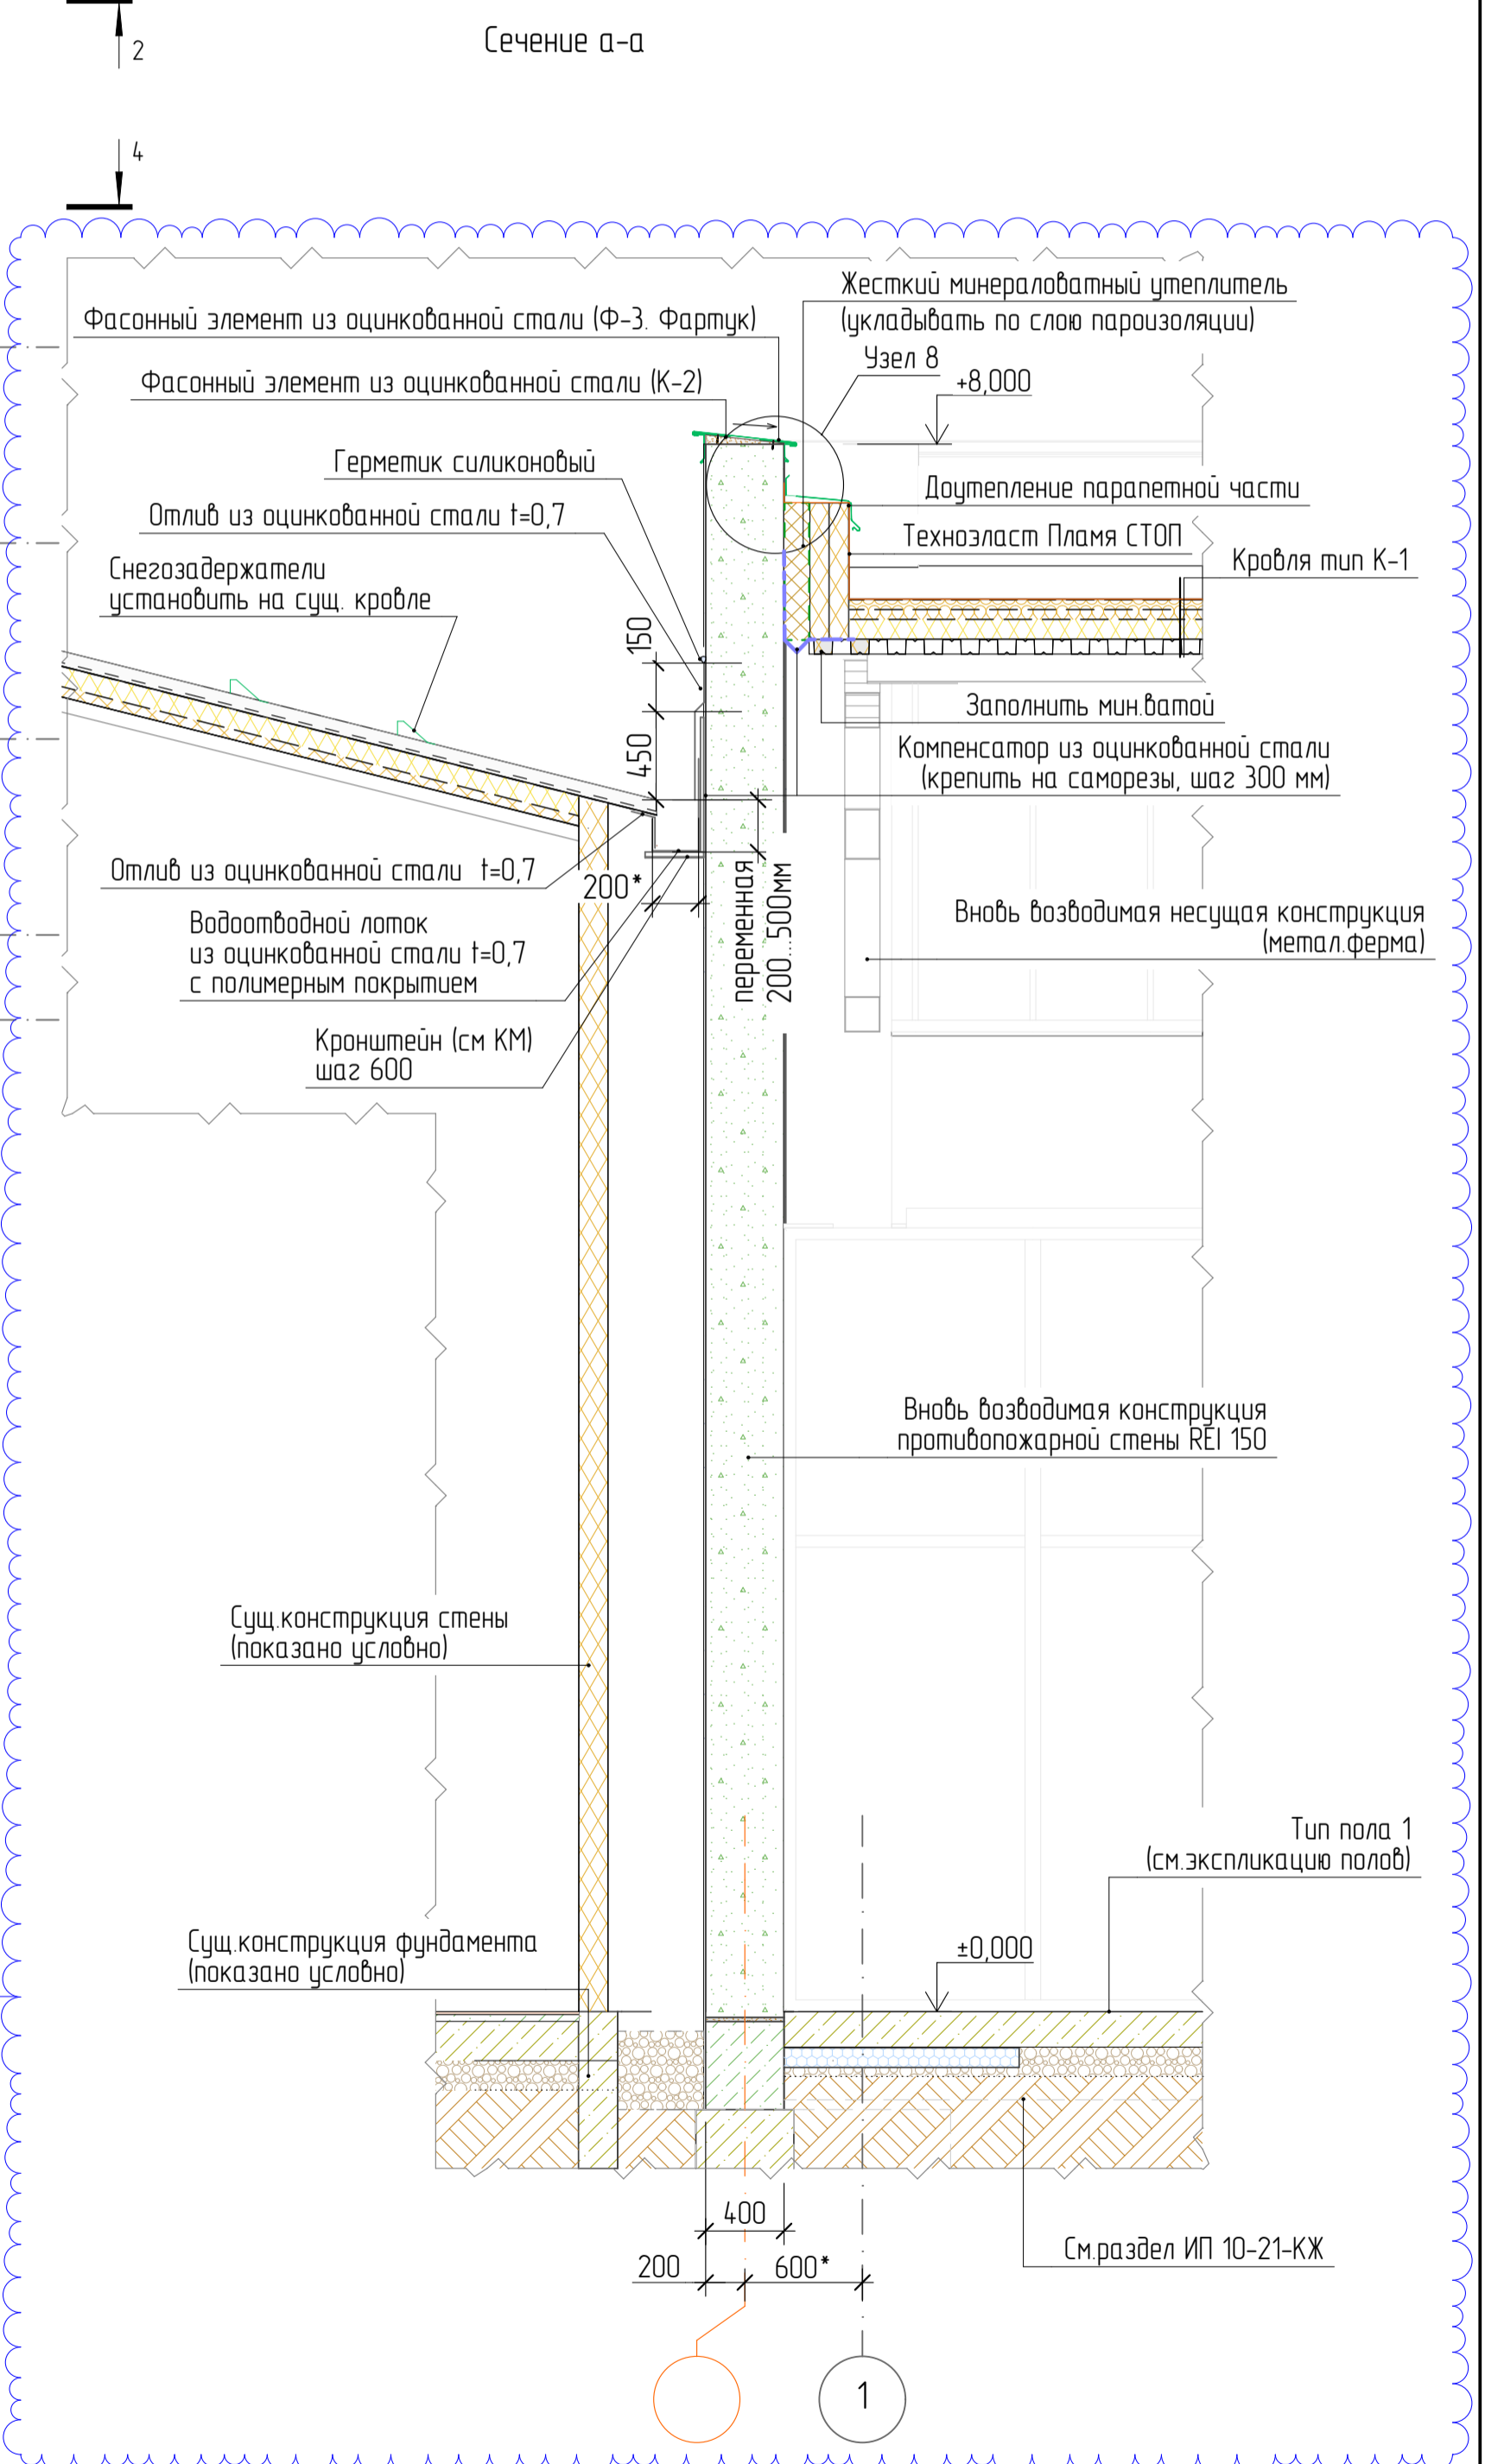 2
Сечение а-а
4
Жесткий минераловатный утеплитель
(укладывать по слою пароизоляции)
Фасонный элемент из оцинкованной стали (Ф-3. Фартук)
Узел 8
Фасонный элемент из оцинкованной стали (К-2)
+8,000
Герметик силиконовый
Доутепление парапетной части
Отлив из оцинкованной стали t=0,7
Техноэласт Пламя СТОП
Кровля тип К-1
Снегозадержатели
установить на сущ. кровле
150
Заполнить мин.ватой
450
Компенсатор из оцинкованной стали
(крепить на саморезы, шаг 300 мм)
Отлив из оцинкованной стали t=0,7
200*
переменная
200...500мм
Водоотводной лоток
из оцинкованной стали t=0,7
с полимерным покрытием
Вновь возводимая несущая конструкция
(метал.ферма)
Кронштейн (см КМ)
шаг 600
Вновь возводимая конструкция
противопожарной стены REI 150
Сущ.конструкция стены
(показано условно)
Тип пола 1
(см.экспликацию полов)
Сущ.конструкция фундамента
(показано условно)
±0,000
400
200
600*
См.раздел ИП 10-21-КЖ
1